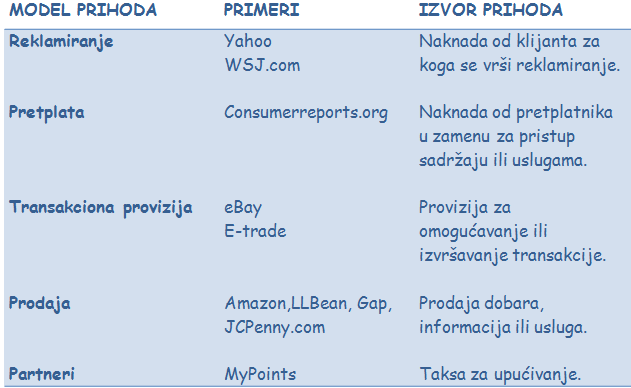 MODEL PRIHODA PRIMERI IZVOR PRIHODA
Reklamiranje Yahoo Naknada od klijanta za
WSJ.com koga se vrši reklamiranje.
Pretplata Consumerreports.org Naknada od pretplatnika
u zamenu za pristup
sadržaju ili uslugama.
Transakciona provizija eBay Provizija za
E-trade omogućavanje ili
izvršavanje transakcije.
Prodaja Amazon,LLBean, Gap, Prodaja dobara,
JCPenny.com informacija ili usluga.
Partneri MyPoints Taksa za upućivanje.